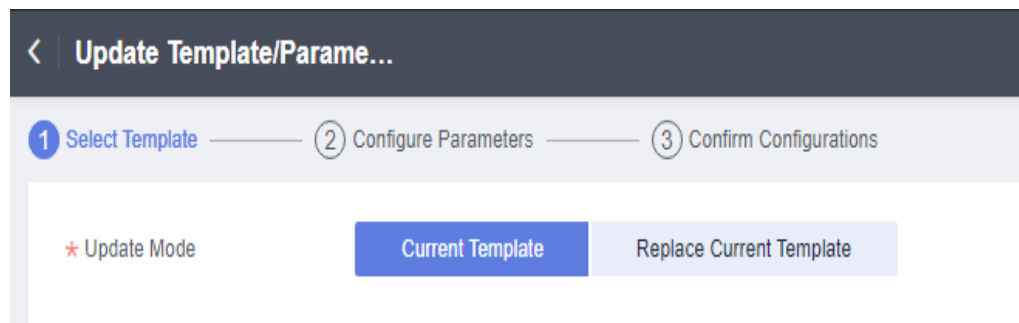 < Update Template/Parame...
1 Select Template 2 Configure Parameters 3 Confirm Configurations
* Update Mode Current Template Replace Current Template